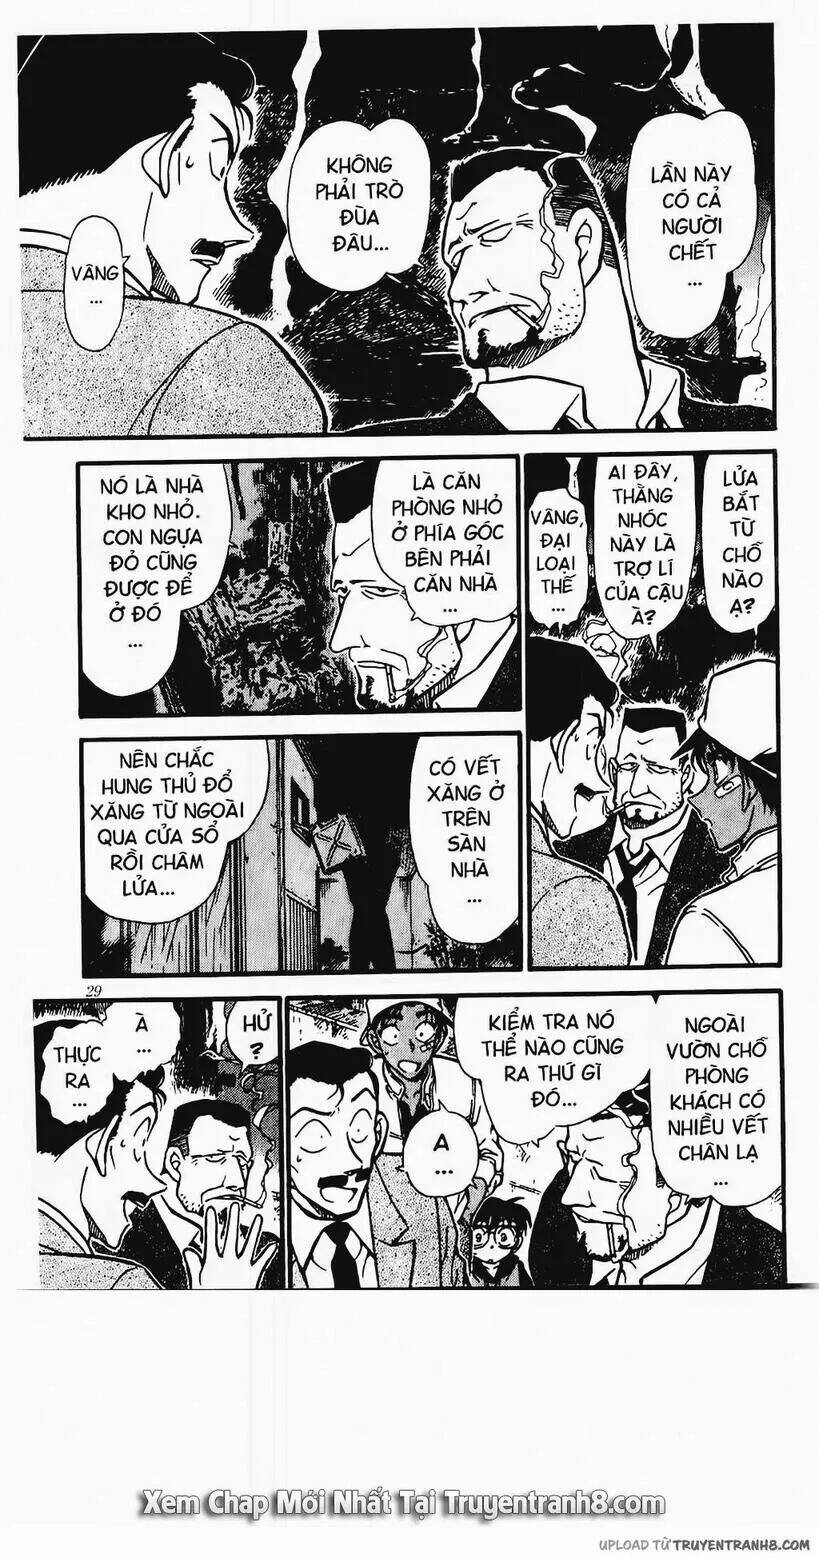 LẦN NÀY
CÓ CẢ
NGƯỜI
CHẾT
...
KHÔNG
PHẢI TRÒ
ĐÙA
ĐÂU...
VÂNG
...
LỬA
BẮT
TỪ
CHỖ
NÀO
Ạ?
AI ĐÂY,
THẰNG
NHÓC
NÀY LÀ
TRỢ LÍ
CỦA CẬU
À?
VÂNG,
ĐẠI
LOẠI
THẾ
...
LÀ CĂN
PHÒNG NHỎ
Ở PHÍA GÓC
BÊN PHẢI
CĂN NHÀ
...
NÓ LÀ NHÀ
KHO NHỎ.
CON NGỰA
ĐỎ CŨNG
ĐƯỢC ĐỂ
Ở ĐÓ
...
CÓ VẾT
XĂNG Ở
TRÊN
SÀN
NHÀ
...
NÊN CHẮC
HUNG THỦ ĐỔ
XĂNG TỪ NGOÀI
QUA CỬA SỔ
RỒI CHÂM
LỬA...
29
NGOÀI
VƯỜN CHỖ
PHÒNG
KHÁCH CÓ
NHIỀU VẾT
CHÂN LẠ
...
KIỂM TRA NÓ
THỂ NÀO CŨNG
RA THỨ GÌ
ĐÓ...
A
...
HỬ
?
À
...
THỰC
RA ...
Xem Chap Mới Nhất Tại Truyentranh8.com
UPLOAD TỪ TRUYENTRANH8.COM